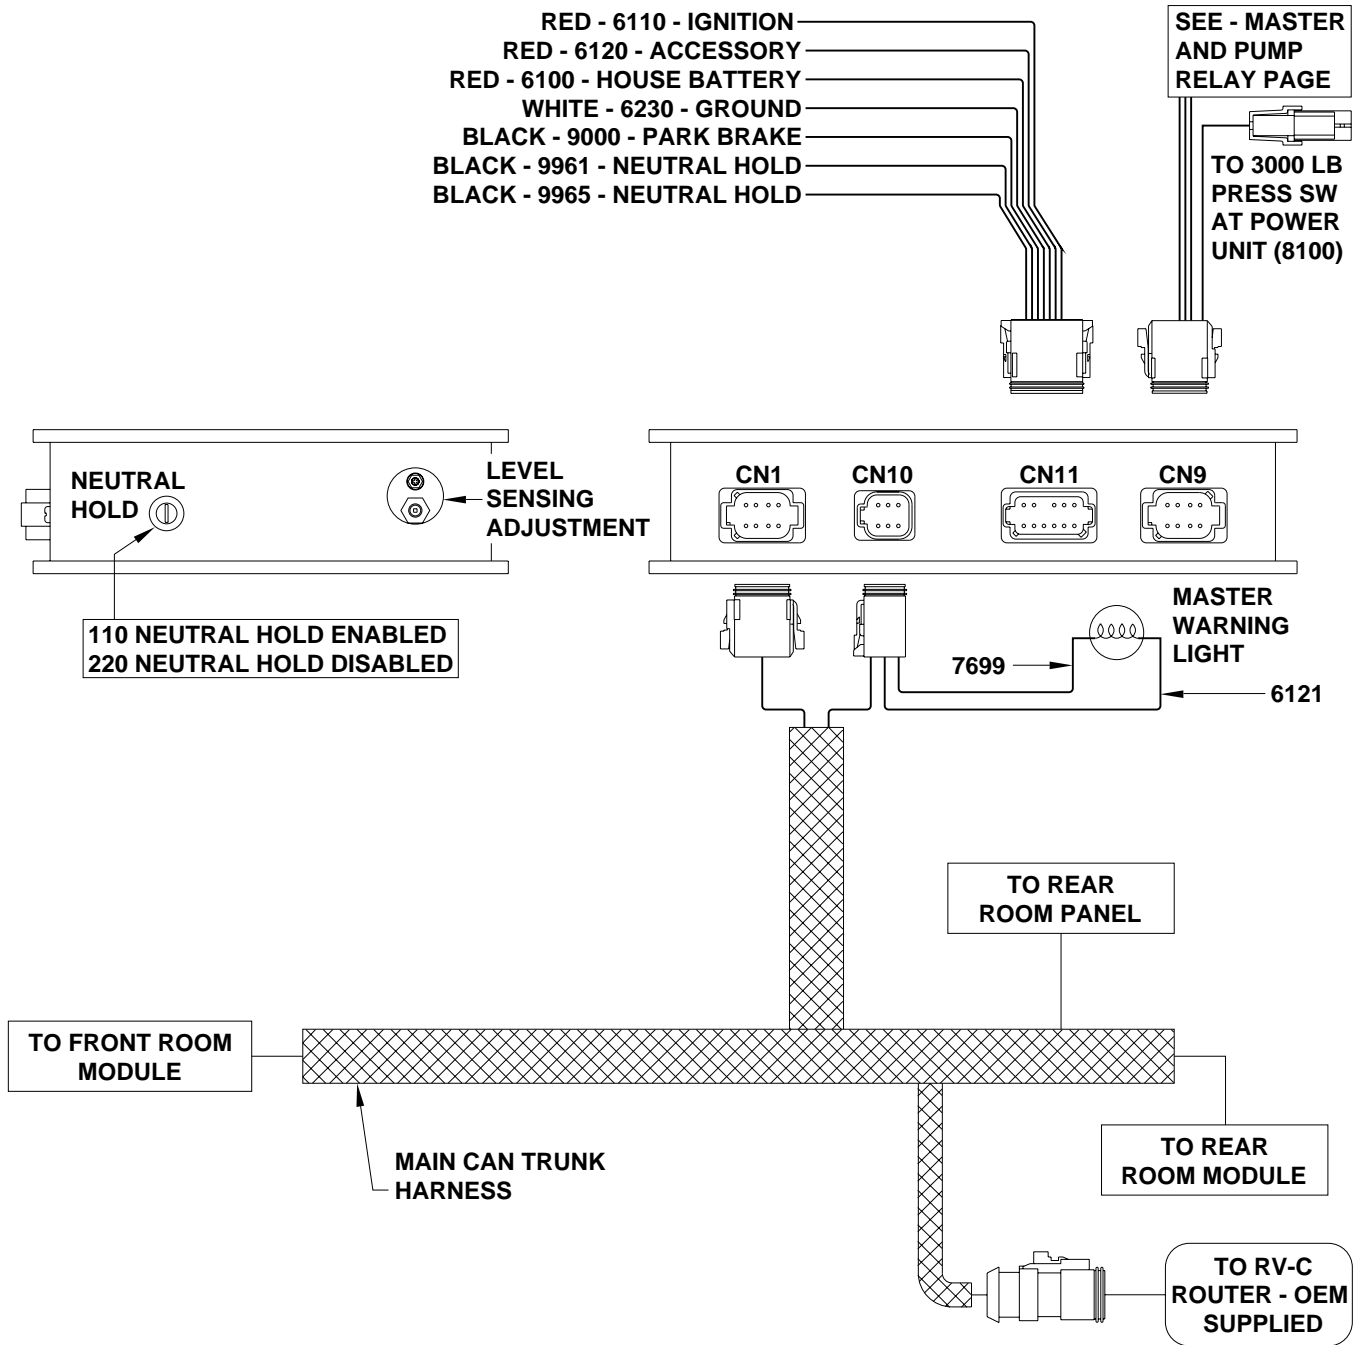 RED - 6110 - IGNITION
RED - 6120 - ACCESSORY
RED - 6100 - HOUSE BATTERY
WHITE - 6230 - GROUND
BLACK - 9000 - PARK BRAKE
BLACK - 9961 - NEUTRAL HOLD
BLACK - 9965 - NEUTRAL HOLD
SEE - MASTER
AND PUMP
RELAY PAGE
TO 3000 LB
PRESS SW
AT POWER
UNIT (8100)
NEUTRAL
HOLD
LEVEL
SENSING
ADJUSTMENT
110 NEUTRAL HOLD ENABLED
220 NEUTRAL HOLD DISABLED
CN1
CN10
CN11
CN9
MASTER
WARNING
LIGHT
7699
6121
TO REAR
ROOM PANEL
TO FRONT ROOM
MODULE
MAIN CAN TRUNK
HARNESS
TO REAR
ROOM MODULE
TO RV-C
ROUTER - OEM
SUPPLIED